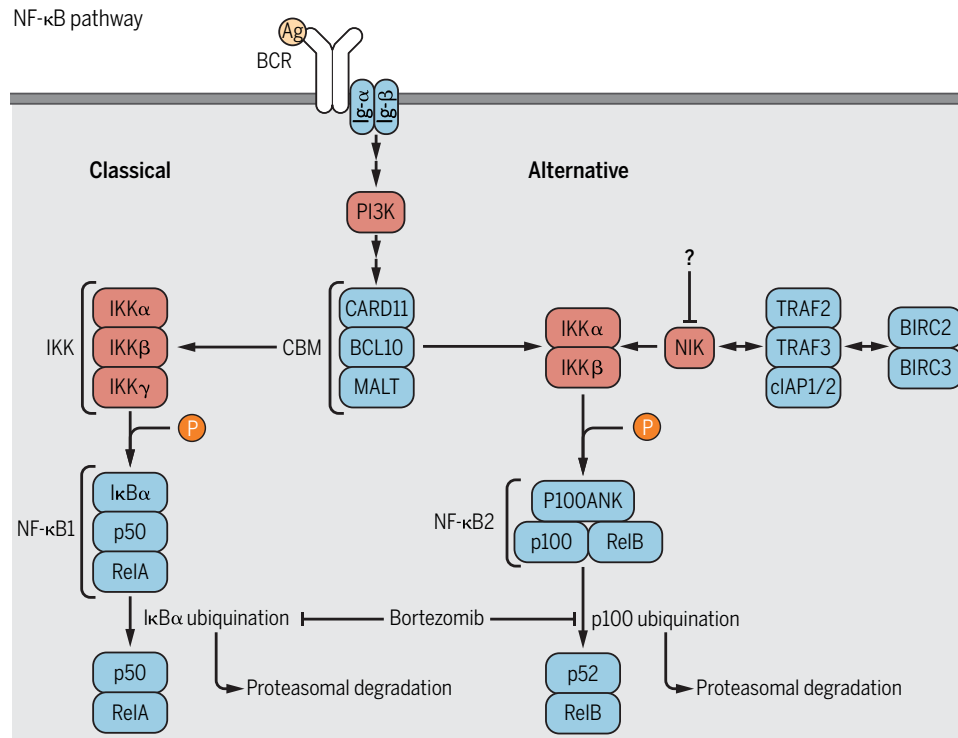 NF-κB pathway
Ag
BCR
Ig-α
Ig-β
Classical
Alternative
PI3K
?
IKK
IKKα
IKKβ
IKKγ
CBM
CARD11
BCL10
MALT
IKKα
IKKβ
NIK
TRAF2
TRAF3
cIAP1/2
BIRC2
BIRC3
P
P
NF-κB1
IκBα
p50
RelA
NF-κB2
P100ANK
p100
RelB
IκBα ubiquination
Bortezomib
p100 ubiquination
p50
RelA
Proteasomal degradation
p52
RelB
Proteasomal degradation